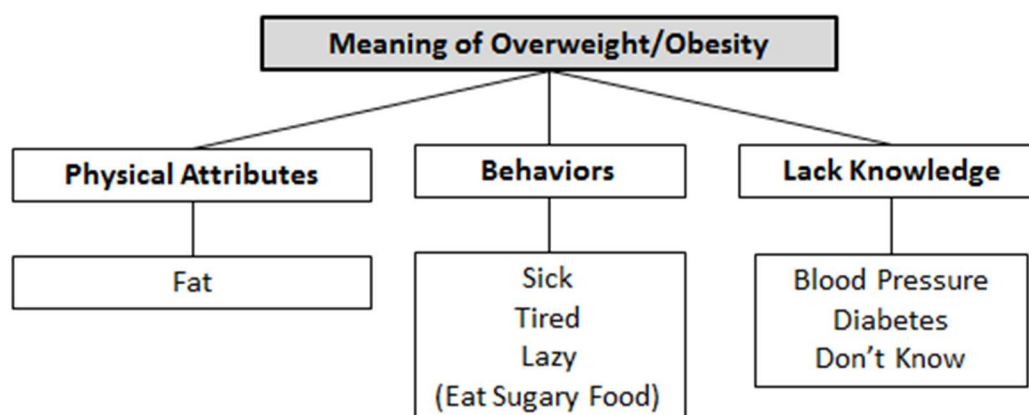 Meaning of Overweight/Obesity
Physical Attributes
Behaviors
Lack Knowledge
Fat
Sick
Tired
Lazy
(Eat Sugary Food)
Blood Pressure
Diabetes
Don't Know